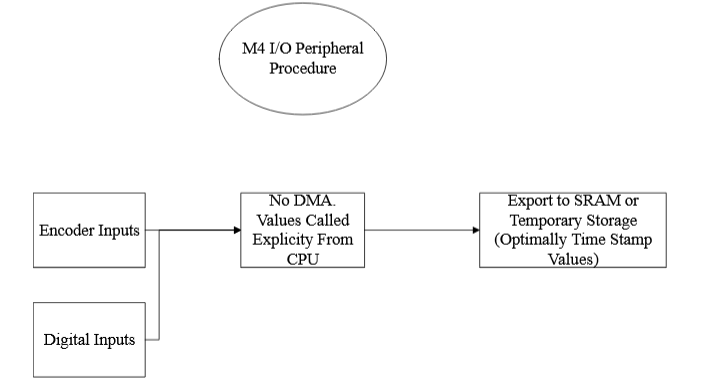 M4 I/O Peripheral
Procedure
Encoder Inputs
No DMA.
Values Called
Explicity From
CPU
Export to SRAM or
Temporary Storage
(Optimally Time Stamp
Values)
Digital Inputs